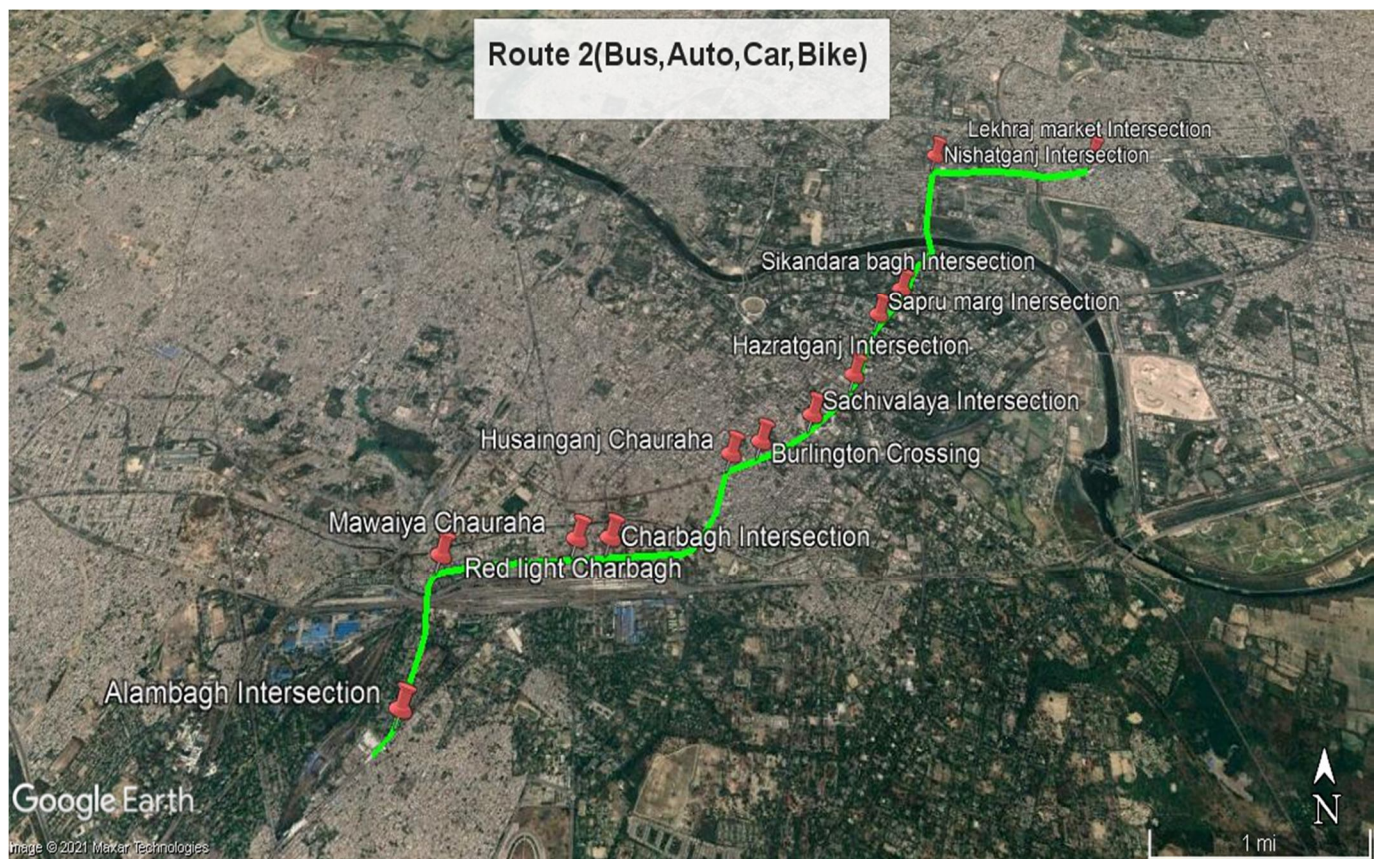 Route 2(Bus,Auto,Car,Bike)
Lekhraj market Intersection
Nishatganj Intersection
Sikandara bagh Intersection
Sapru marg Inersection
Hazratganj Intersection
Sachivalaya Intersection
Husainganj Chauraha
Burlington Crossing
Mawaiya Chauraha
Charbagh Intersection
Red light Charbagh
Alambagh Intersection
Google Earth
N
1 mi
Image © 2021 Maxar Technologies